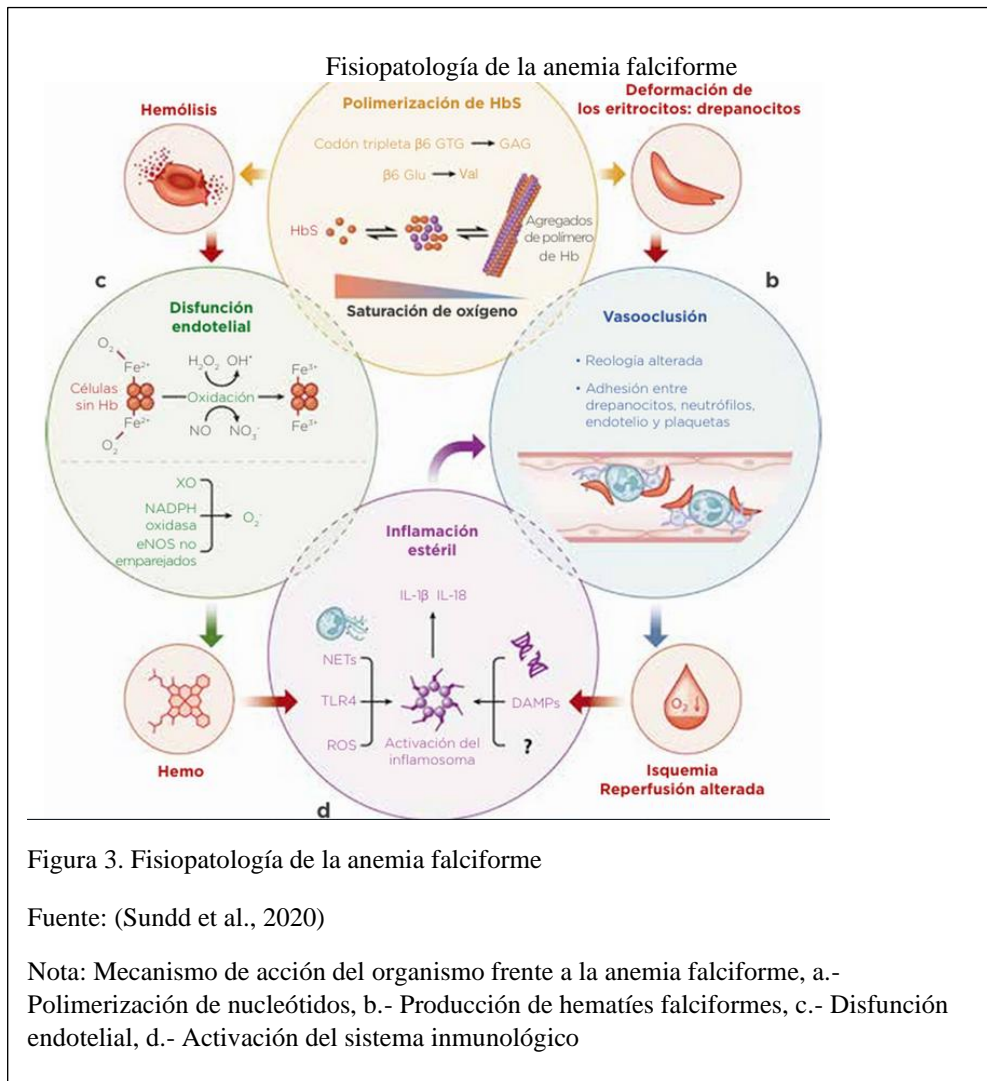 Fisiopatología de la anemia falciforme
Polimerización de HbS
Codón tripleta β6 GTG → GAG
β6 Glu → Val
HbS
Agregados
de polímero
de Hb
Saturación de oxígeno
Hemólisis
Deformación de
los eritrocitos: drepanocitos
c
Disfunción
endotelial
O2
Fe2+
Células
sin Hb
Fe2+
O2
H2O2 OH*
Oxidación
NO NO3-
Fe3+
Fe3+
XO
NADPH
oxidasa
eNOS no
emparejados
O2-
b
Vasooclusión
• Reología alterada
• Adhesión entre
drepanocitos, neutrófilos,
endotelio y plaquetas
Inflamación
estéril
IL-1β IL-18
NETs
TLR4
ROS
Activación del
inflamosoma
DAMPs
?
Hemo
O2 ↓
Isquemia
Reperfusión alterada
d
Figura 3. Fisiopatología de la anemia falciforme
Fuente: (Sundd et al., 2020)
Nota: Mecanismo de acción del organismo frente a la anemia falciforme, a.-
Polimerización de nucleótidos, b.- Producción de hematíes falciformes, c.- Disfunción
endotelial, d.- Activación del sistema inmunológico